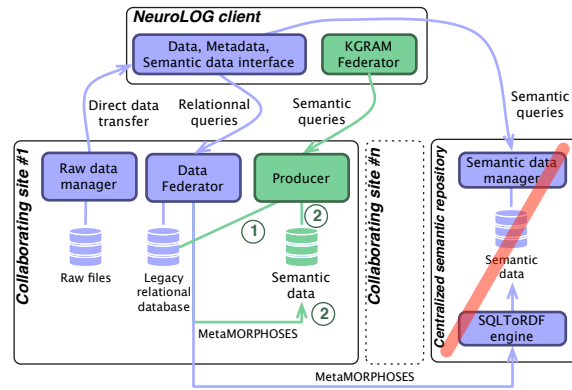 NeuroLOG client
Data, Metadata,
Semantic data interface
KGRAM
Federator
Direct data
transfer
Relationnal
queries
Semantic
queries
Semantic
queries
Collaborating site #1
Raw data
manager
Data
Federator
Producer
Collaborating site #n
Centralized semantic repository
Semantic data
manager
1
2
Raw files
Legacy
relational
database
Semantic
data
2
Semantic
data
MetaMORPHOSES
SQLToRDF
engine
MetaMORPHOSES